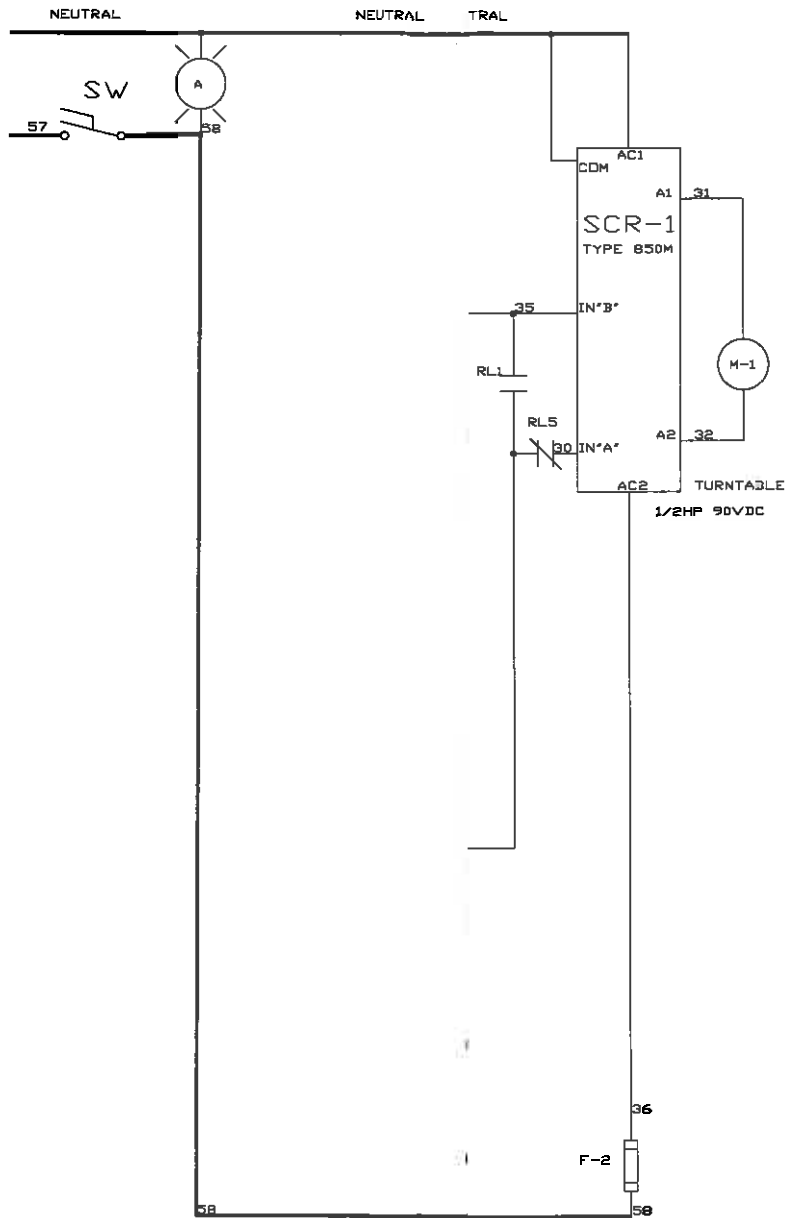 NEUTRAL
NEUTRAL
TRAL
A
SW
57
58
AC1
COM
A1
31
SCR-1
TYPE 850M
35
IN"B"
RL1
M-1
RL5
30
IN"A"
A2
32
AC2
TURNTABLE
1/2HP 90VDC
36
F-2
58
58